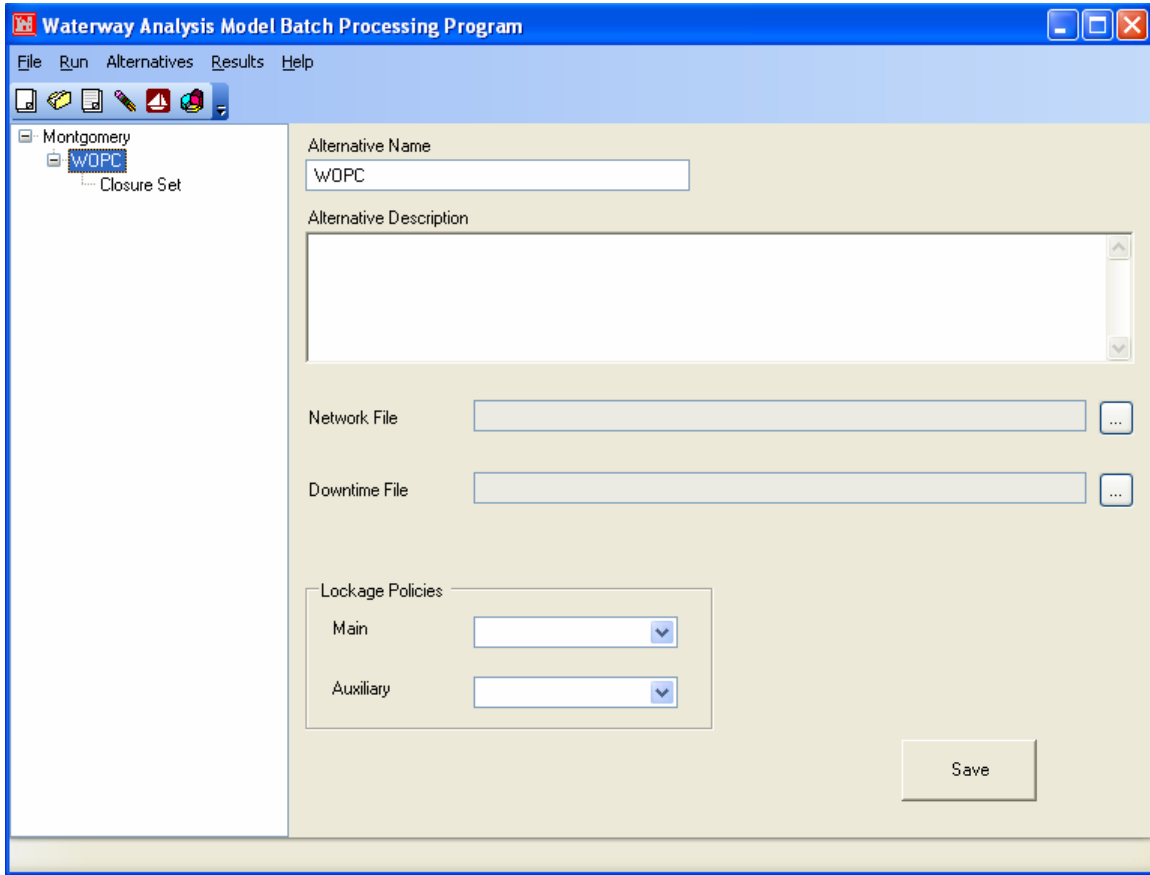 Waterway Analysis Model Batch Processing Program
File Run Alternatives Results Help
Montgomery
WOPC
Closure Set
Alternative Name
WOPC
Alternative Description
Network File
...
Downtime File
...
Lockage Policies
Main
Auxiliary
Save